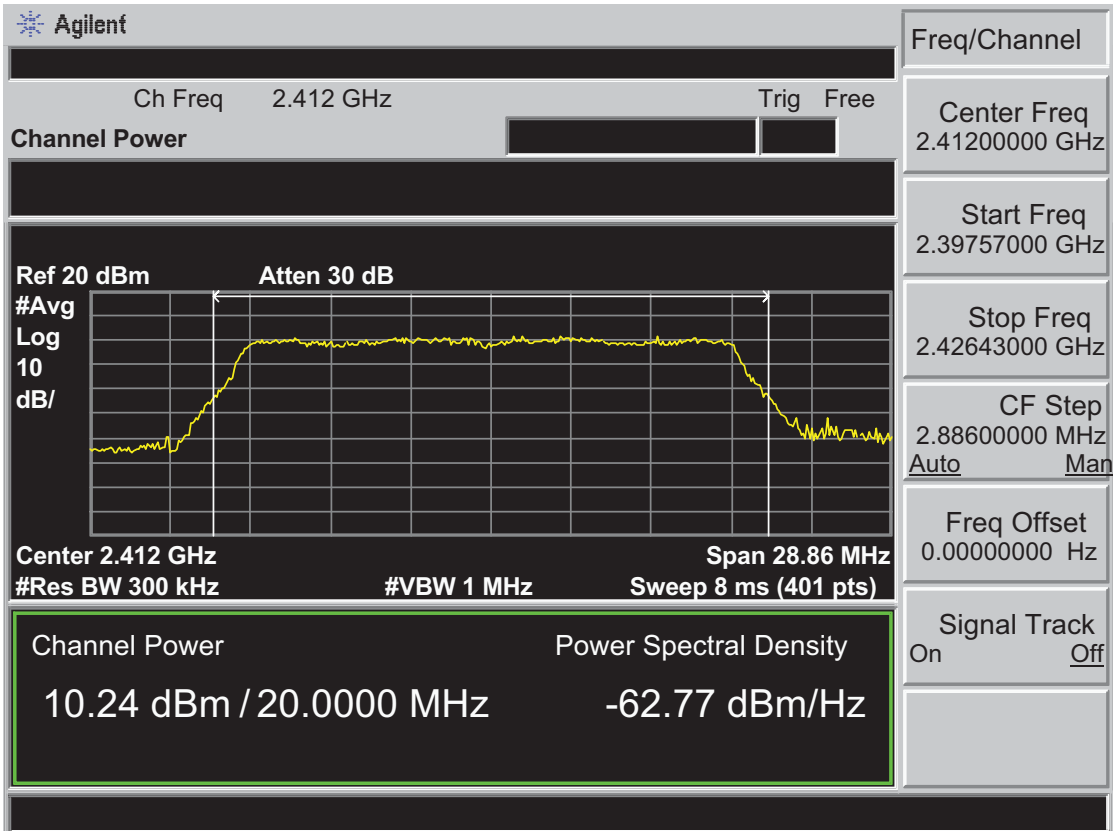 Agilent
Freq/Channel
Ch Freq 2.412 GHz Trig Free
Channel Power
Center Freq
2.41200000 GHz
Start Freq
2.39757000 GHz
Stop Freq
2.42643000 GHz
CF Step
2.88600000 MHz
Auto Man
Freq Offset
0.00000000 Hz
Signal Track
On Off
Ref 20 dBm Atten 30 dB
#Avg
Log
10
dB/
Center 2.412 GHz Span 28.86 MHz
#Res BW 300 kHz #VBW 1 MHz Sweep 8 ms (401 pts)
Channel Power Power Spectral Density
10.24 dBm / 20.0000 MHz -62.77 dBm/Hz